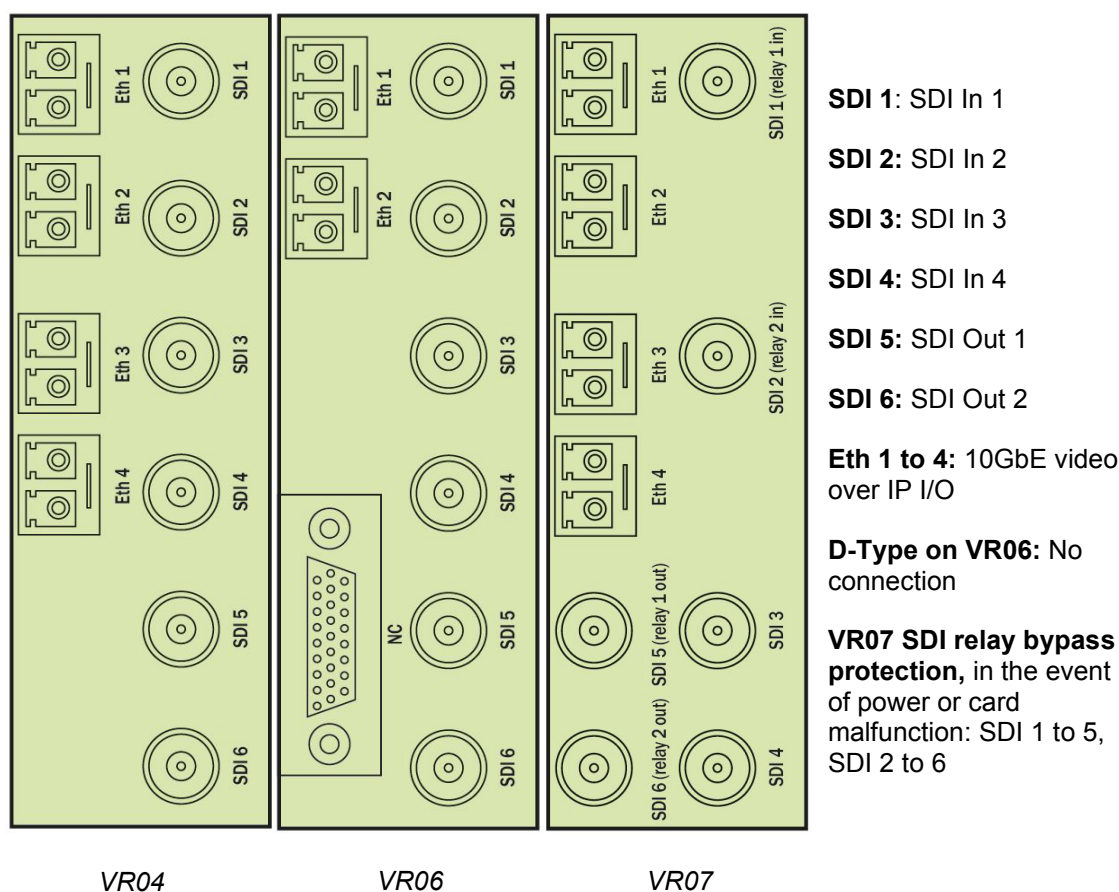 Eth 1
SDI 1
Eth 2
SDI 2
Eth 3
SDI 3
Eth 4
SDI 4
SDI 5
SDI 6
VR04
Eth 1
SDI 1
Eth 2
SDI 2
SDI 3
SDI 4
NC
SDI 5
SDI 6
VR06
Eth 1
SDI 1 (relay 1 in)
Eth 2
Eth 3
SDI 2 (relay 2 in)
Eth 4
SDI 5 (relay 1 out)
SDI 3
SDI 6 (relay 2 out)
SDI 4
VR07
SDI 1: SDI In 1
SDI 2: SDI In 2
SDI 3: SDI In 3
SDI 4: SDI In 4
SDI 5: SDI Out 1
SDI 6: SDI Out 2
Eth 1 to 4: 10GbE video
over IP I/O
D-Type on VR06: No
connection
VR07 SDI relay bypass
protection, in the event
of power or card
malfunction: SDI 1 to 5,
SDI 2 to 6